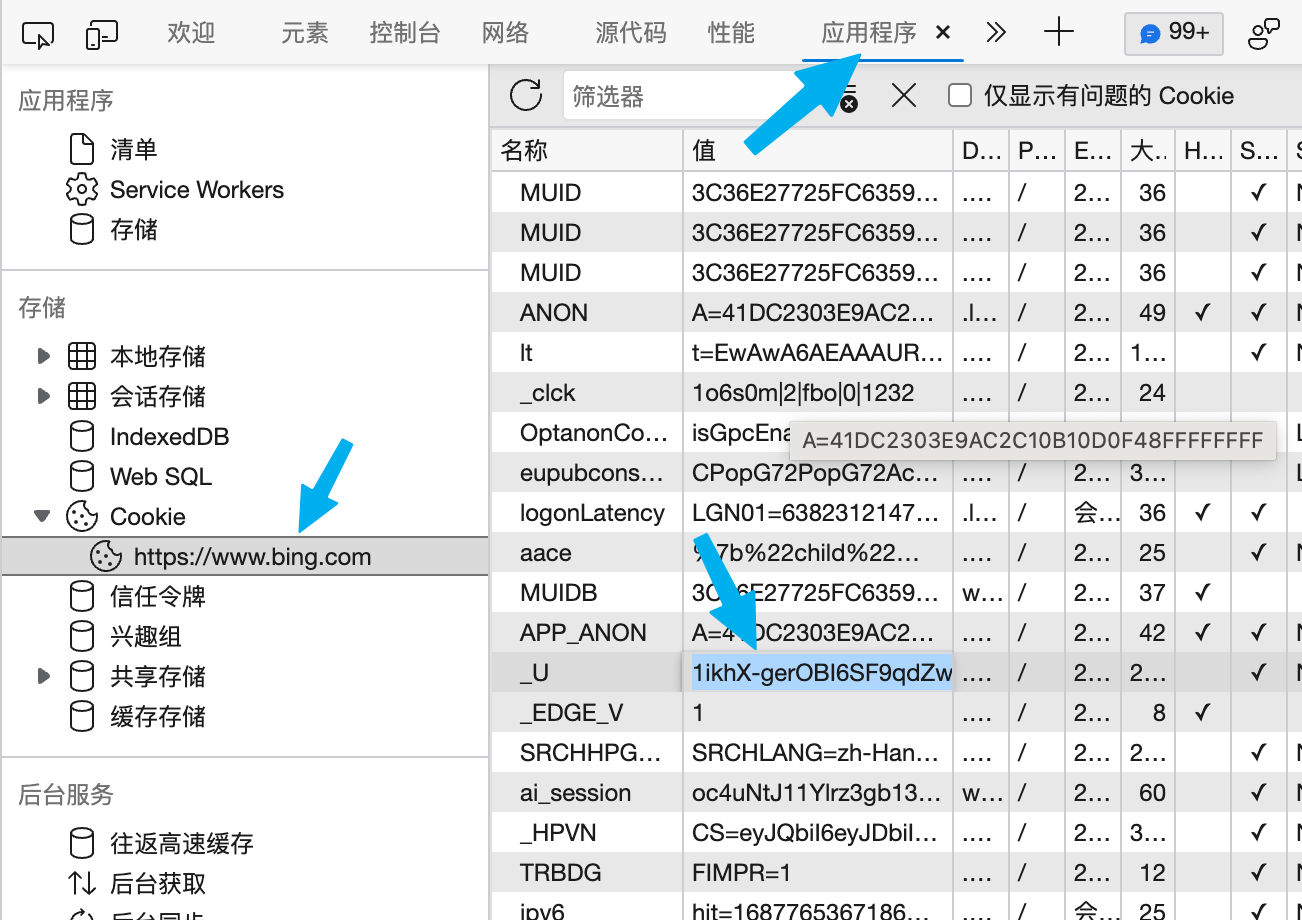 欢迎 元素 控制台 网络 源代码 性能 应用程序 99+
应用程序
清单
Service Workers
存储
存储
本地存储
会话存储
IndexedDB
Web SQL
Cookie
https://www.bing.com
信任令牌
兴趣组
共享存储
缓存存储
后台服务
往返高速缓存
后台获取
后台同步
筛选器 仅显示有问题的 Cookie
名称 值 D... P... E... 大.. H... S...
MUID 3C36E27725FC6359... .... / 2... 36 ✓
MUID 3C36E27725FC6359... .... / 2... 36 ✓
MUID 3C36E27725FC6359... .... / 2... 36 ✓
ANON A=41DC2303E9AC2... .l... / 2... 49 ✓ ✓
lt t=EwAwA6AEAAAUR... .... / 2... 1... ✓
_clck 1o6s0m|2|fbo|0|1232 .... / 2... 24
OptanonCo... isGpcEna
A=41DC2303E9AC2C10B10D0F48FFFFFFFF
eupubcons... CPopG72PopG72Ac... .... / 2... 3...
logonLatency LGN01=6382312147... .l... / 会... 36 ✓ ✓
aace %7b%22child%22... .... / 2... 25 ✓
MUIDB 3C36E27725FC6359... w... / 2... 37 ✓
APP_ANON A=41DC2303E9AC2... .... / 2... 42 ✓ ✓
_U 1ikhX-gerOBI6SF9qdZw .... / 2... 2... ✓
_EDGE_V 1 .... / 2... 8 ✓
SRCHHPG... SRCHLANG=zh-Han... .... / 2... 2... ✓
ai_session oc4uNtJ11Ylrz3gb13... w... / 2... 60 ✓
_HPVN CS=eyJQbiI6eyJDbiI... .... / 2... 3... ✓
TRBDG FIMPR=1 .... / 2... 12 ✓
ipv6 hit=1687765367186... .... / 会... 25 ✓